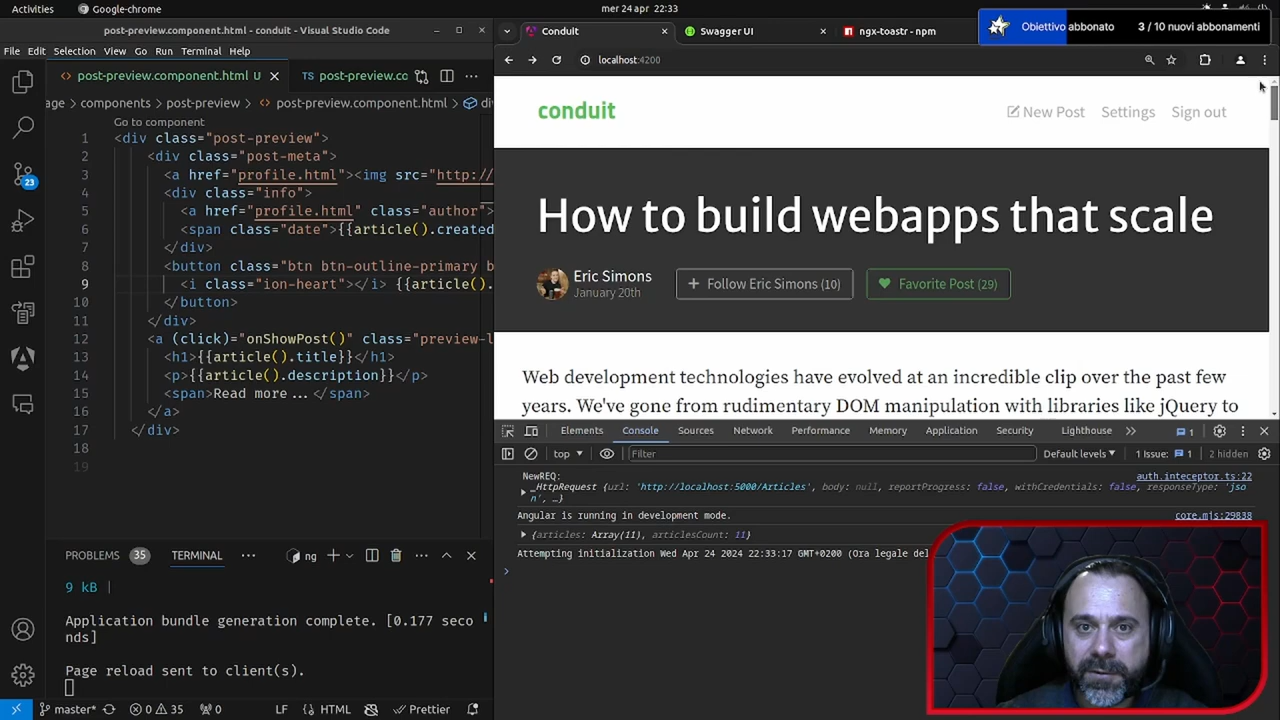 Activities
Google-chrome
mer 24 apr 22:33
Obiettivo abbonato 3 / 10 nuovi abbonamenti
post-preview.component.html - conduit - Visual Studio Code
File Edit Selection View Go Run Terminal Help
post-preview.component.html U
post-preview.cc
age > components > post-preview > post-preview.component.html > di
Go to component
1 <div class="post-preview">
2 <div class="post-meta">
3 <a href="profile.html"><img src="http://
4 <div class="info">
5 <a href="profile.html" class="author"
6 <span class="date">{{article().created
7 </div>
8 <button class="btn btn-outline-primary b
9 <i class="ion-heart"></i> {{article().
10 </button>
11 </div>
12 <a (click)="onShowPost()" class="preview-l
13 <h1>{{article().title}}</h1>
14 <p>{{article().description}}</p>
15 <span>Read more...</span>
16 </a>
17 </div>
18
19
23
PROBLEMS 35 TERMINAL ... ng
9 kB |
Application bundle generation complete. [0.177 seco
nds]
Page reload sent to client(s).
master* 0 35 0 LF HTML Prettier
Conduit
Swagger UI
ngx-toastr - npm
localhost:4200
conduit
New Post Settings Sign out
How to build webapps that scale
Eric Simons
January 20th
Follow Eric Simons (10)
Favorite Post (29)
Web development technologies have evolved at an incredible clip over the past few
years. We've gone from rudimentary DOM manipulation with libraries like jQuery to
Elements Console Sources Network Performance Memory Application Security Lighthouse 1
top Filter Default levels 1 Issue: 1 2 hidden
NewREQ: auth.inteceptor.ts:22
_HttpRequest {url: 'http://localhost:5000/Articles', body: null, reportProgress: false, withCredentials: false, responseType: 'jso
n', …}
Angular is running in development mode. core.mjs:29838
{articles: Array(11), articlesCount: 11}
Attempting initialization Wed Apr 24 2024 22:33:17 GMT+0200 (Ora legale del